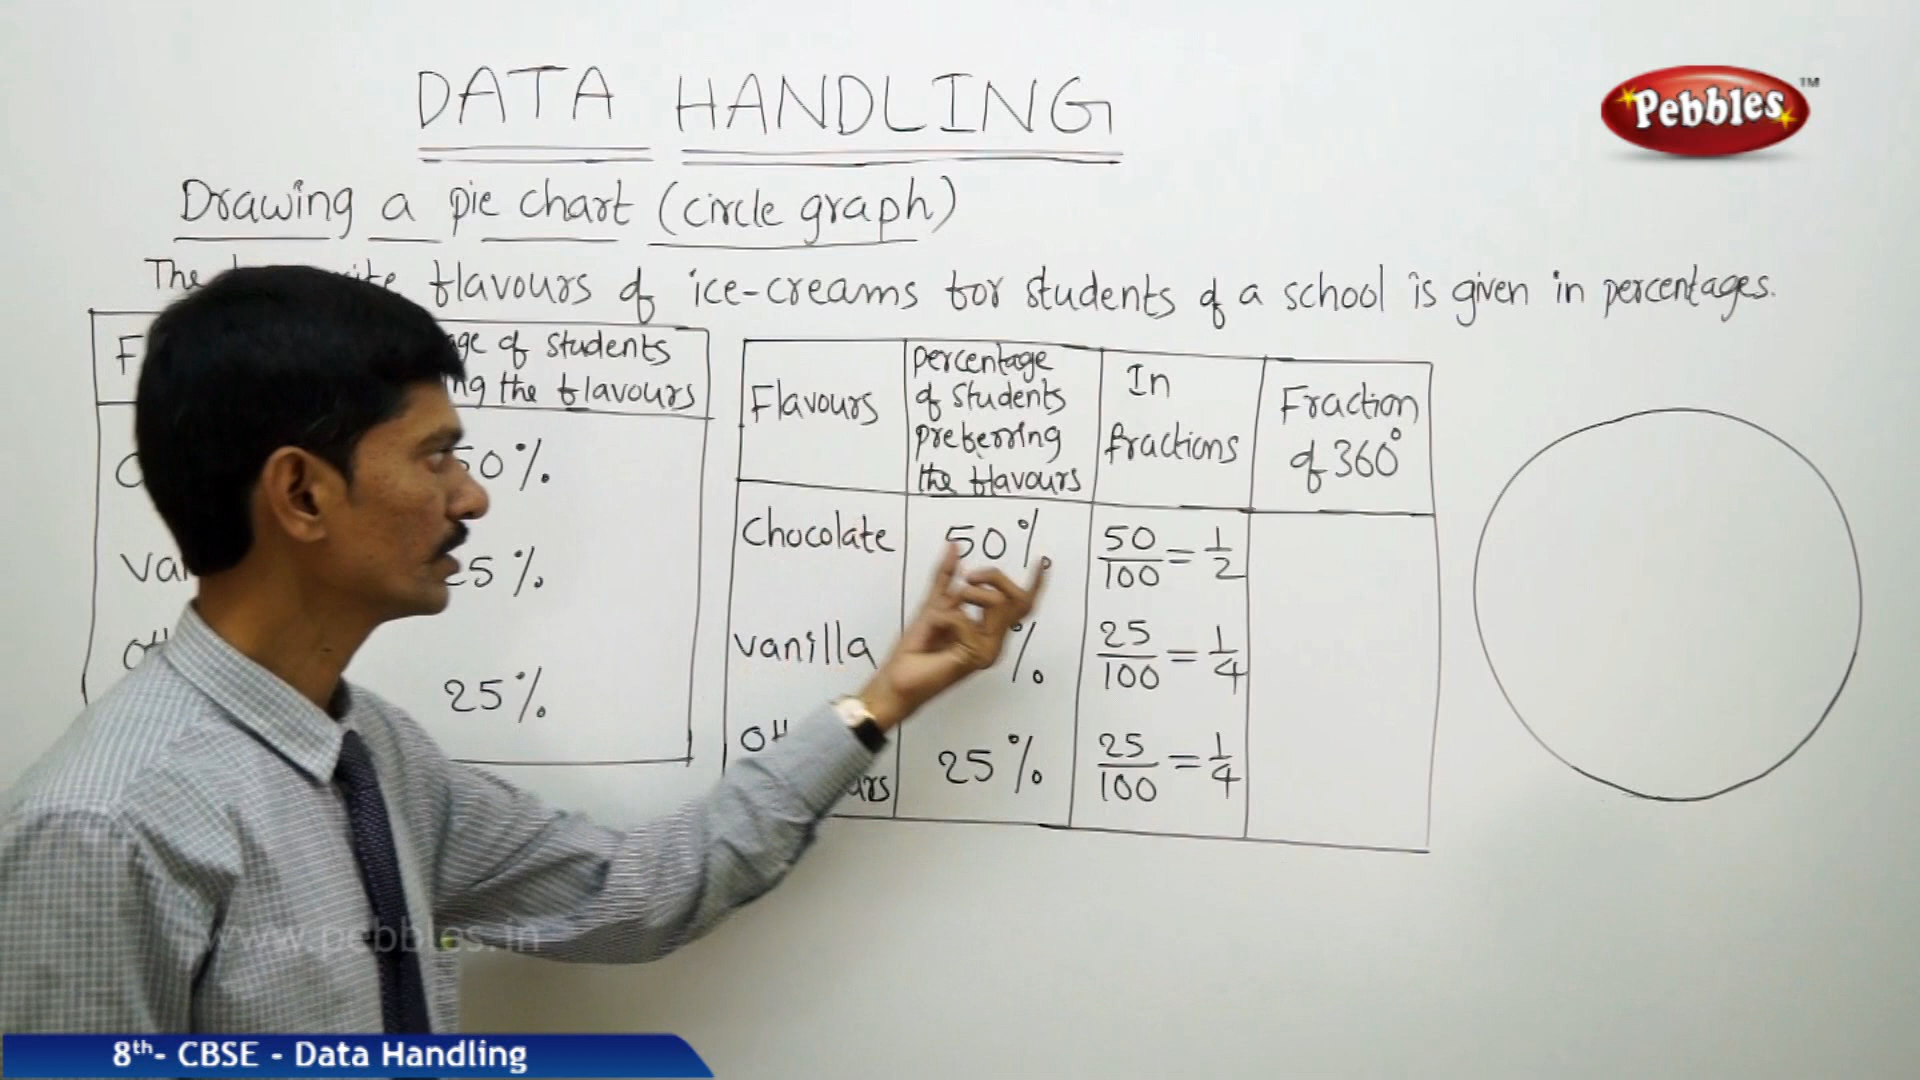 DATA HANDLING
Pebbles™
Drawing a pie chart (circle graph)
The flavours of ice-creams for students of a school is given in percentages.
of students
the flavours
50%
25%
25%
Flavours
percentage
of students
preferring
the flavours
In
fractions
Fraction
of 360°
Chocolate 50% 50/100 = 1/2
vanilla % 25/100 = 1/4
25% 25/100 = 1/4
www.pebbles.in
8th- CBSE - Data Handling